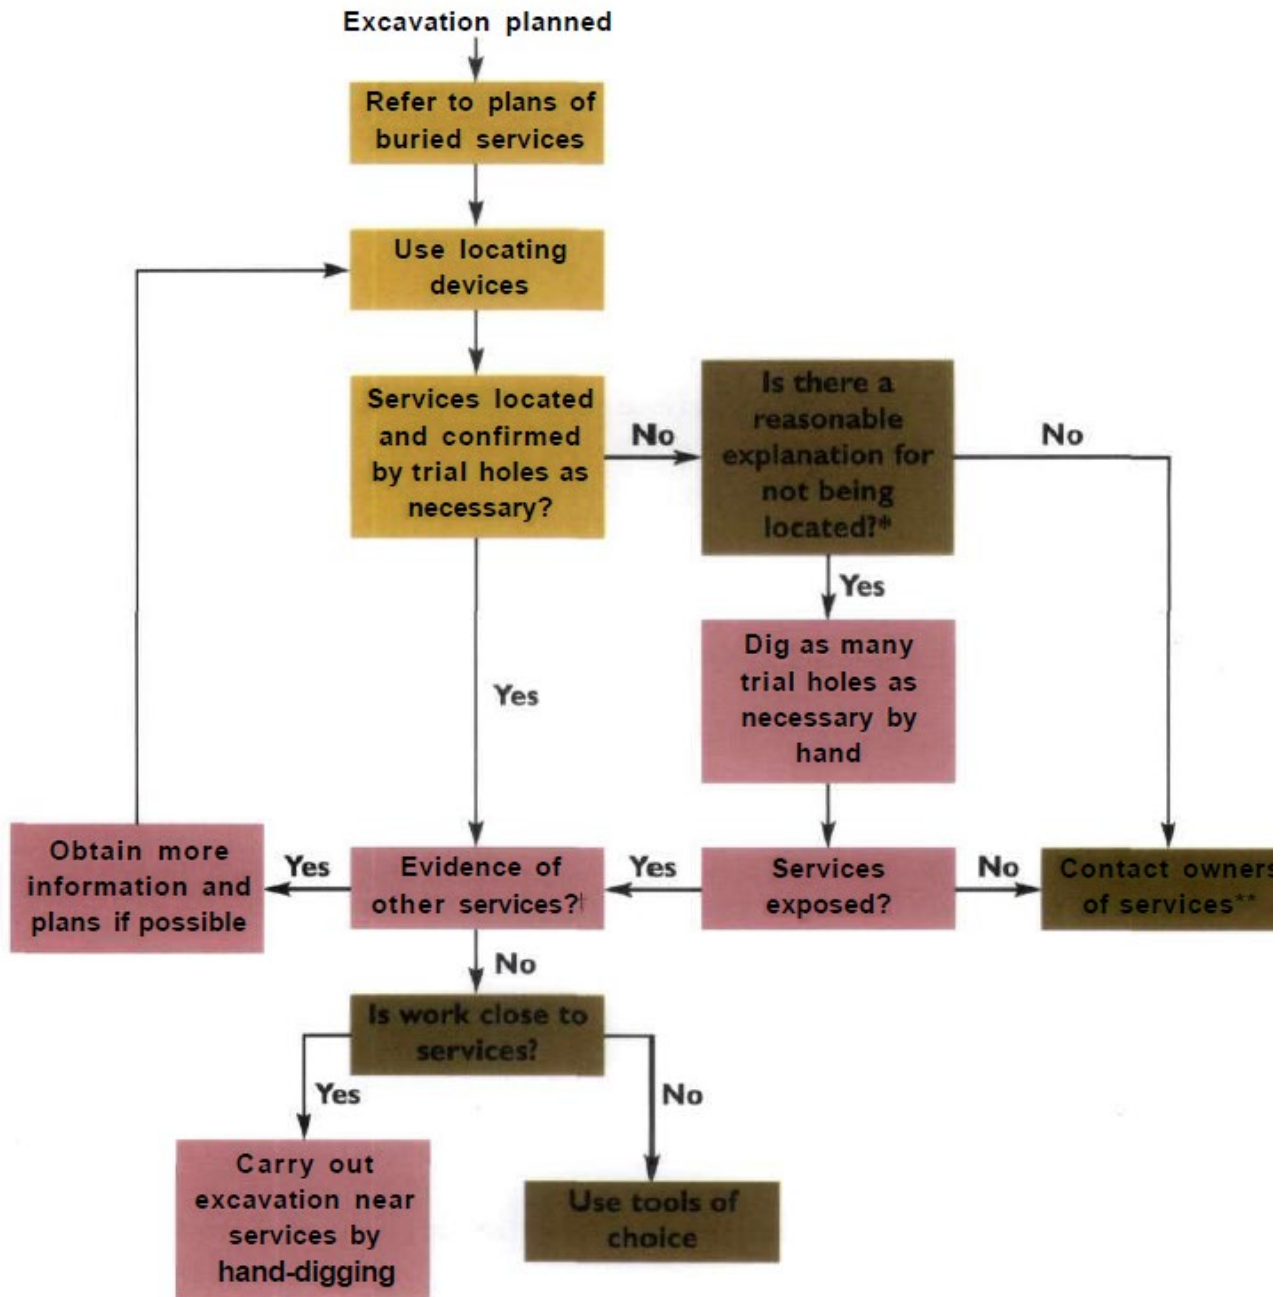 Excavation planned
Refer to plans of
buried services
Use locating
devices
Services located
and confirmed
by trial holes as
necessary?
No
Is there a
reasonable
explanation for
not being
located?*
No
Yes
Yes
Dig as many
trial holes as
necessary by
hand
Obtain more
information and
plans if possible
Yes
Evidence of
other services?†
Yes
Services
exposed?
No
Contact owners
of services**
No
Is work close to
services?
Yes
No
Carry out
excavation near
services by
hand-digging
Use tools of
choice